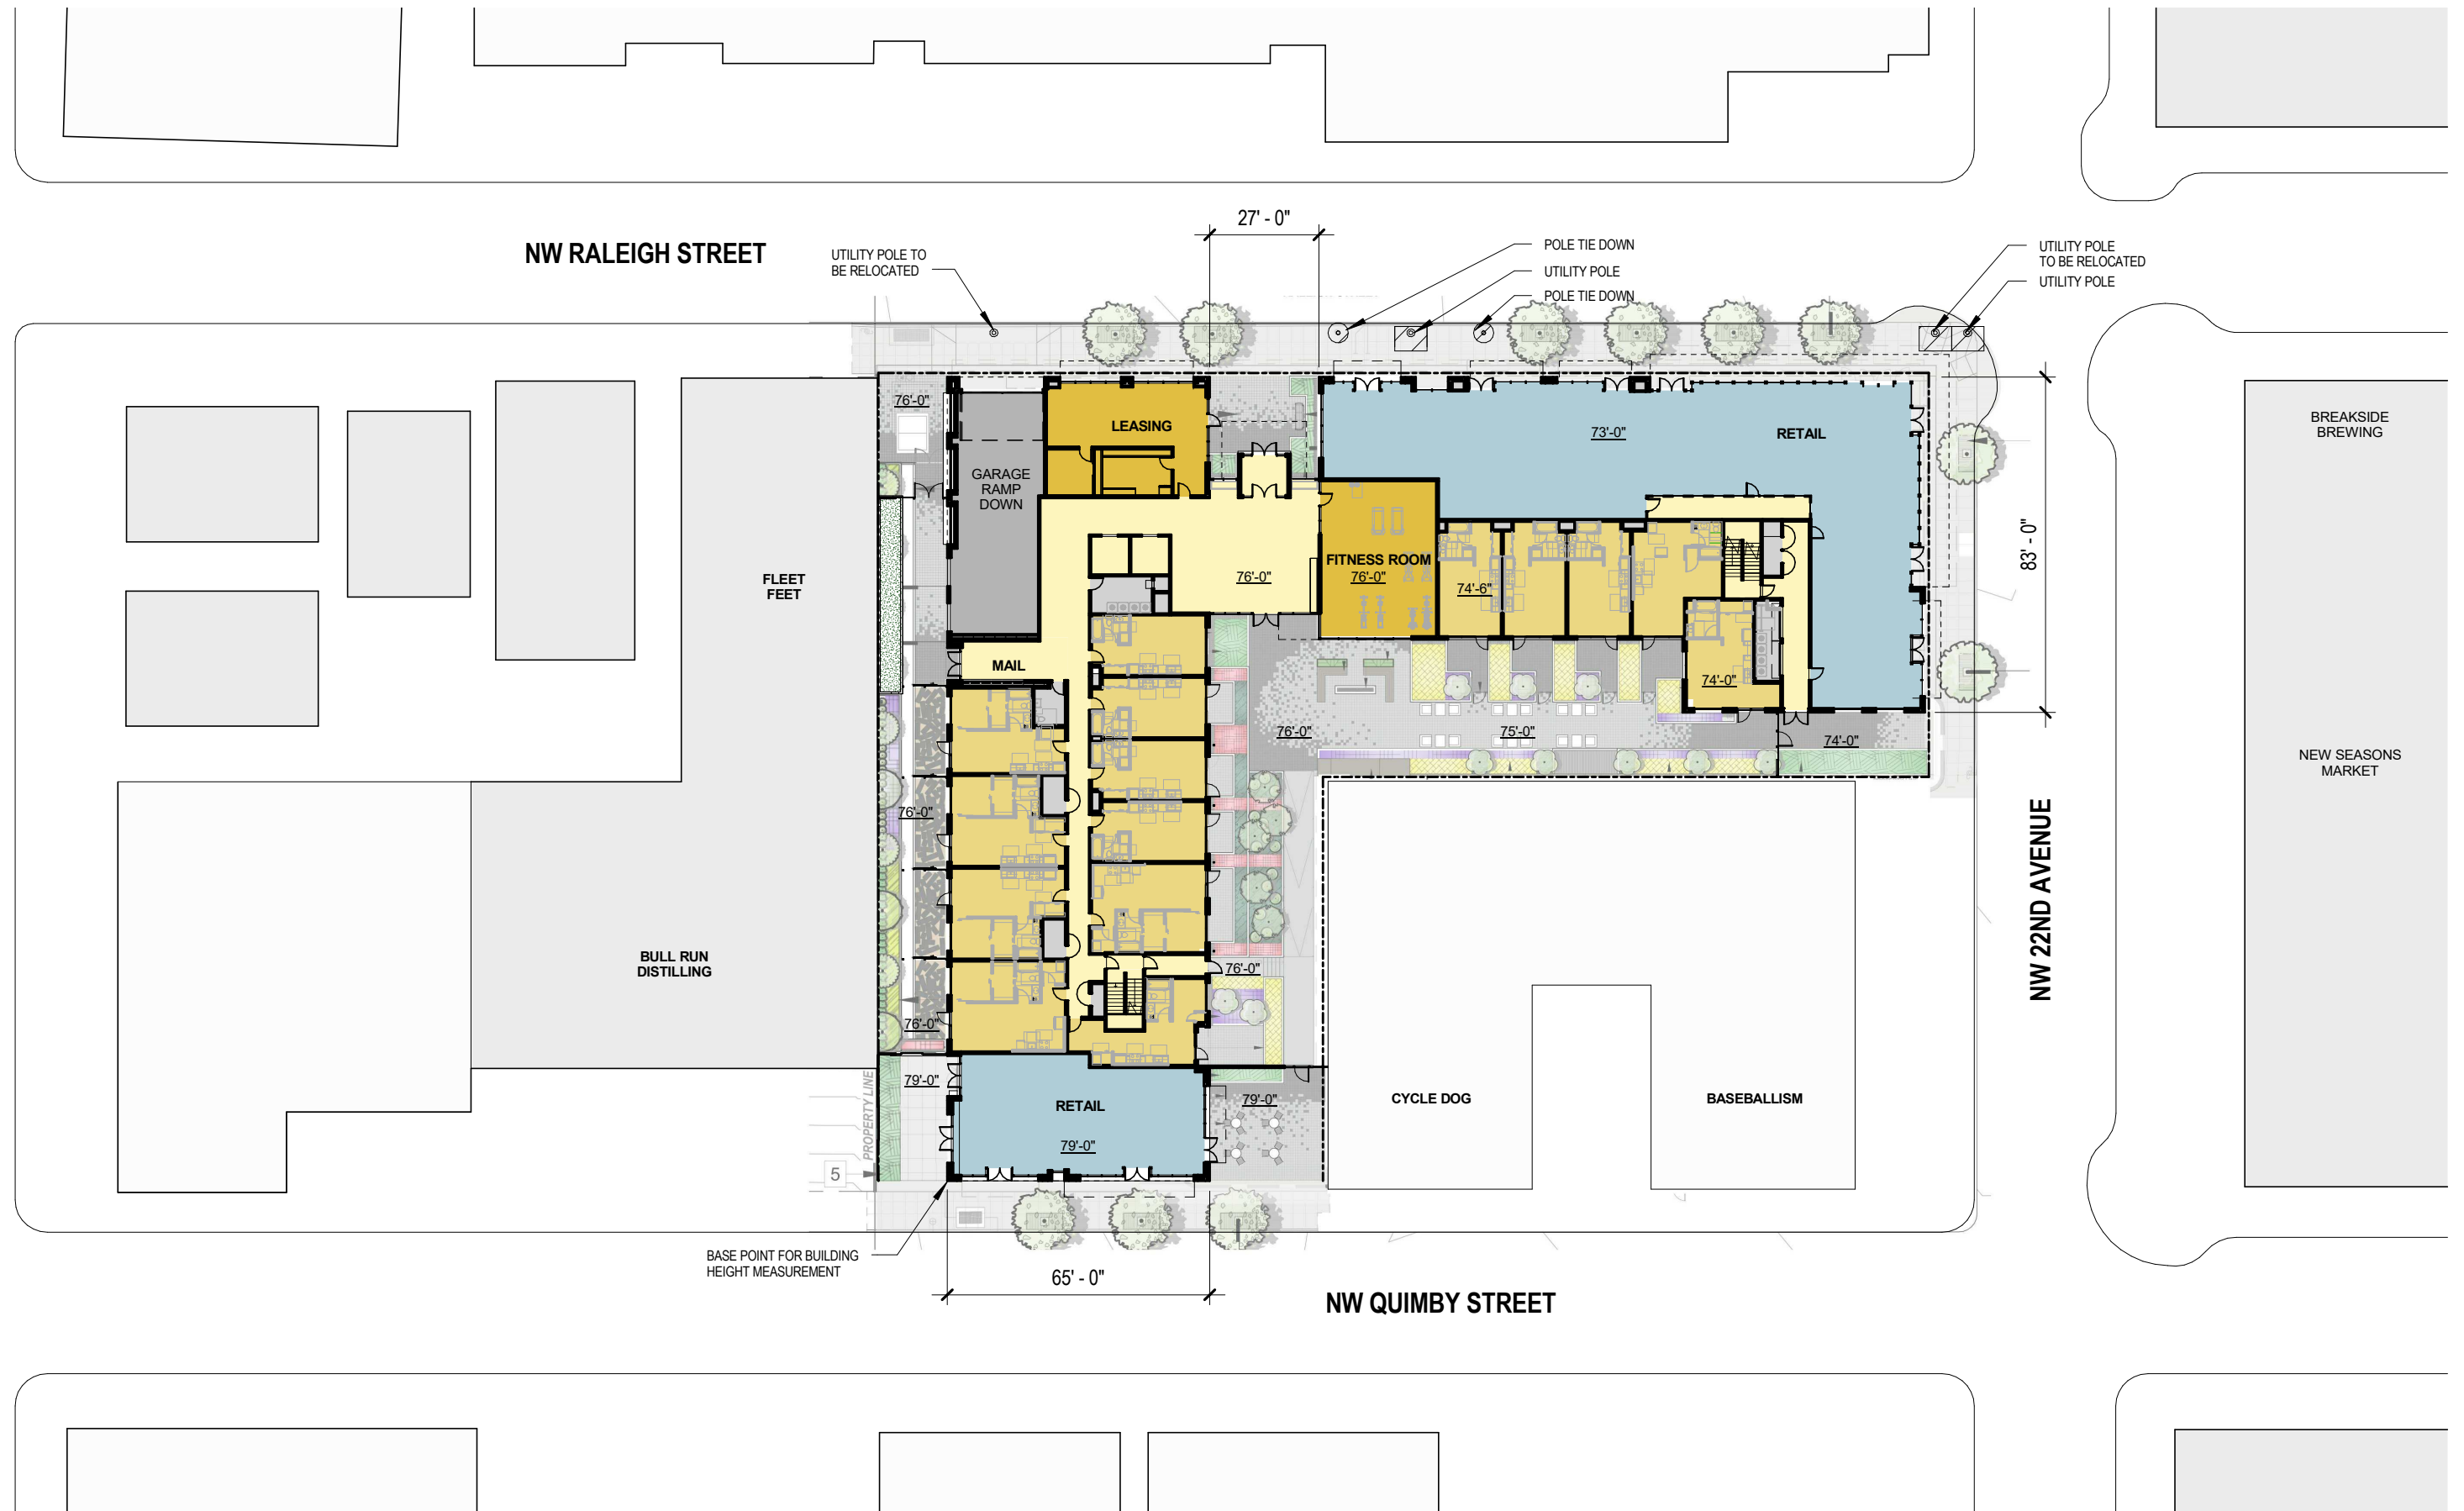 27' - 0"
NW RALEIGH STREET
UTILITY POLE TO
BE RELOCATED
POLE TIE DOWN
UTILITY POLE
POLE TIE DOWN
UTILITY POLE
TO BE RELOCATED
UTILITY POLE
76'-0"
LEASING
73'-0"
RETAIL
BREAKSIDE
BREWING
GARAGE
RAMP
DOWN
83' - 0"
FLEET
FEET
76'-0"
FITNESS ROOM
76'-0"
74'-6"
MAIL
74'-0"
76'-0"
75'-0"
74'-0"
NEW SEASONS
MARKET
76'-0"
NW 22ND AVENUE
BULL RUN
DISTILLING
76'-0"
76'-0"
79'-0"
PROPERTY LINE
RETAIL
79'-0"
79'-0"
CYCLE DOG
BASEBALLISM
5
BASE POINT FOR BUILDING
HEIGHT MEASUREMENT
65' - 0"
NW QUIMBY STREET